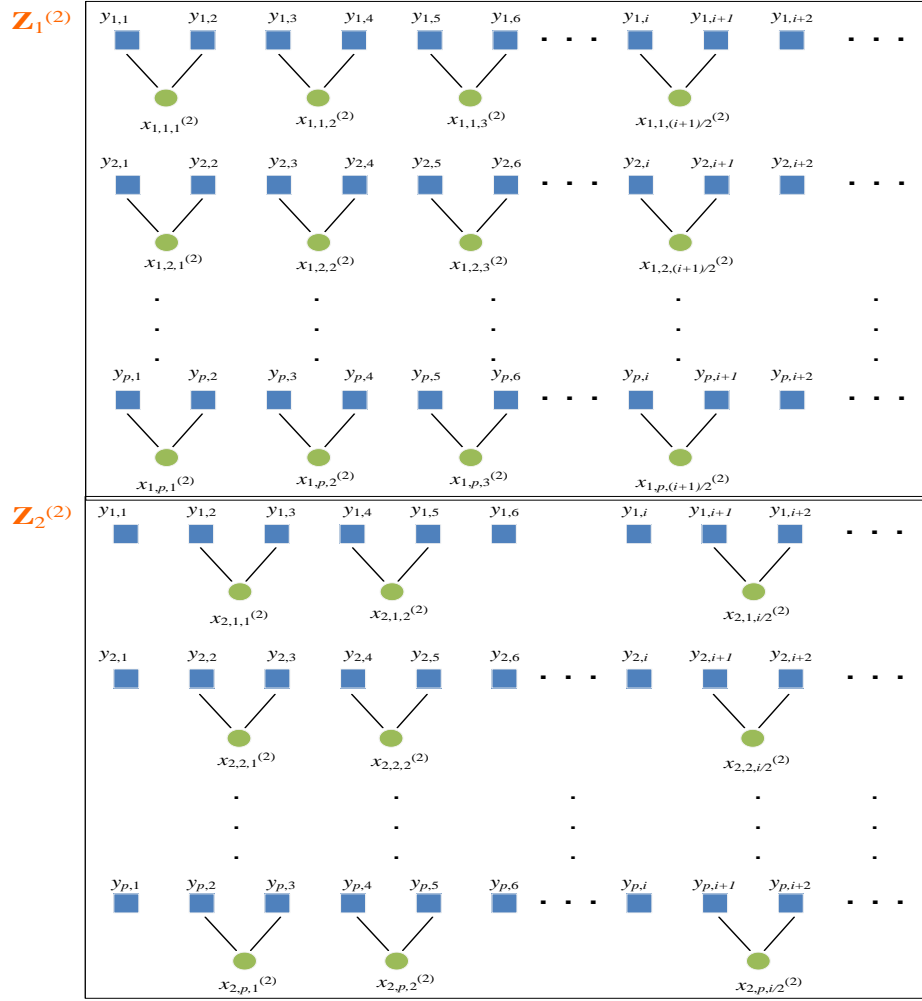 Z₁⁽²⁾
y₁,₁ y₁,₂ y₁,₃ y₁,₄ y₁,₅ y₁,₆ y₁,ᵢ y₁,ᵢ₊₁ y₁,ᵢ₊₂
x₁,₁,₁⁽²⁾ x₁,₁,₂⁽²⁾ x₁,₁,₃⁽²⁾ x₁,₁,₍ᵢ₊₁₎/₂⁽²⁾
y₂,₁ y₂,₂ y₂,₃ y₂,₄ y₂,₅ y₂,₆ y₂,ᵢ y₂,ᵢ₊₁ y₂,ᵢ₊₂
x₁,₂,₁⁽²⁾ x₁,₂,₂⁽²⁾ x₁,₂,₃⁽²⁾ x₁,₂,₍ᵢ₊₁₎/₂⁽²⁾
yₚ,₁ yₚ,₂ yₚ,₃ yₚ,₄ yₚ,₅ yₚ,₆ yₚ,ᵢ yₚ,ᵢ₊₁ yₚ,ᵢ₊₂
x₁,ₚ,₁⁽²⁾ x₁,ₚ,₂⁽²⁾ x₁,ₚ,₃⁽²⁾ x₁,ₚ,₍ᵢ₊₁₎/₂⁽²⁾
Z₂⁽²⁾
y₁,₁ y₁,₂ y₁,₃ y₁,₄ y₁,₅ y₁,₆ y₁,ᵢ y₁,ᵢ₊₁ y₁,ᵢ₊₂
x₂,₁,₁⁽²⁾ x₂,₁,₂⁽²⁾ x₂,₁,ᵢ/₂⁽²⁾
y₂,₁ y₂,₂ y₂,₃ y₂,₄ y₂,₅ y₂,₆ y₂,ᵢ y₂,ᵢ₊₁ y₂,ᵢ₊₂
x₂,₂,₁⁽²⁾ x₂,₂,₂⁽²⁾ x₂,₂,ᵢ/₂⁽²⁾
yₚ,₁ yₚ,₂ yₚ,₃ yₚ,₄ yₚ,₅ yₚ,₆ yₚ,ᵢ yₚ,ᵢ₊₁ yₚ,ᵢ₊₂
x₂,ₚ,₁⁽²⁾ x₂,ₚ,₂⁽²⁾ x₂,ₚ,ᵢ/₂⁽²⁾